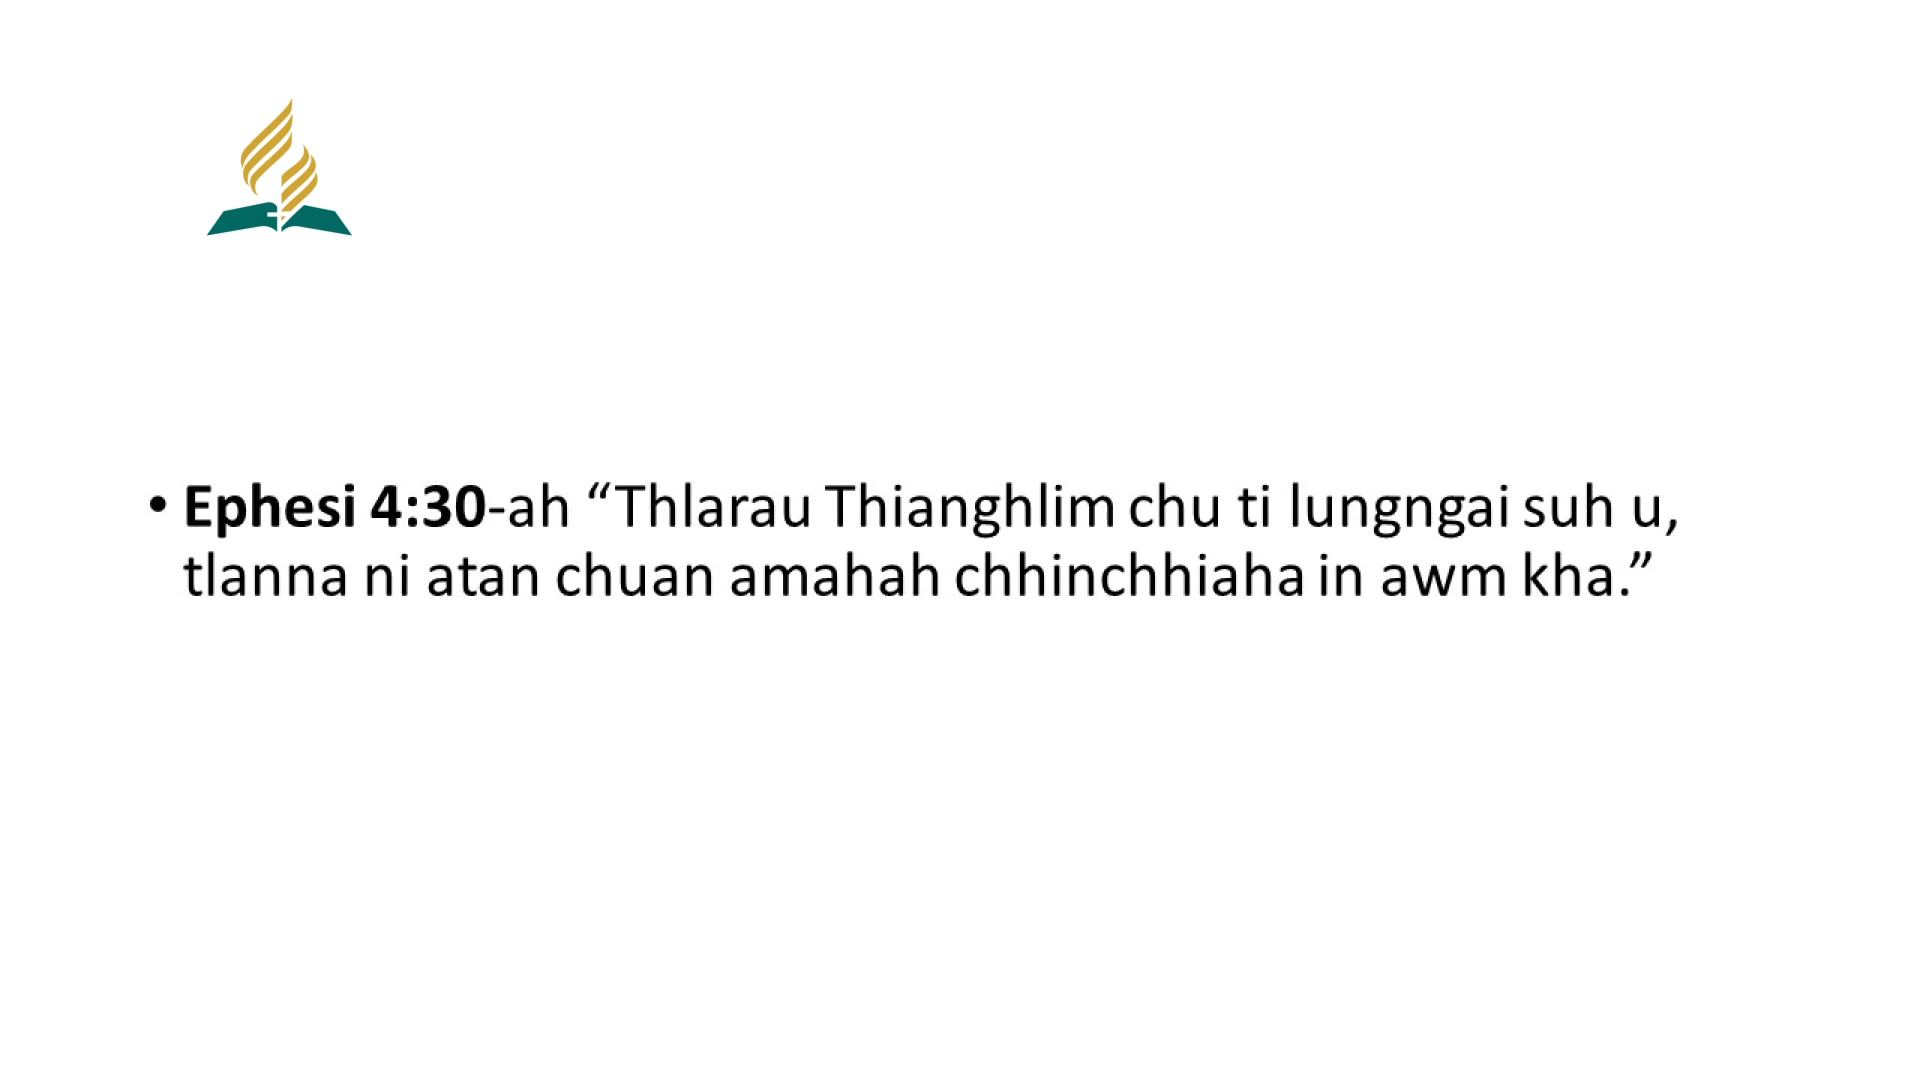 • Ephesi 4:30-ah “Thlarau Thianghlim chu ti lungngai suh u,
tlanna ni atan chuan amahah chhinchhiaha in awm kha.”